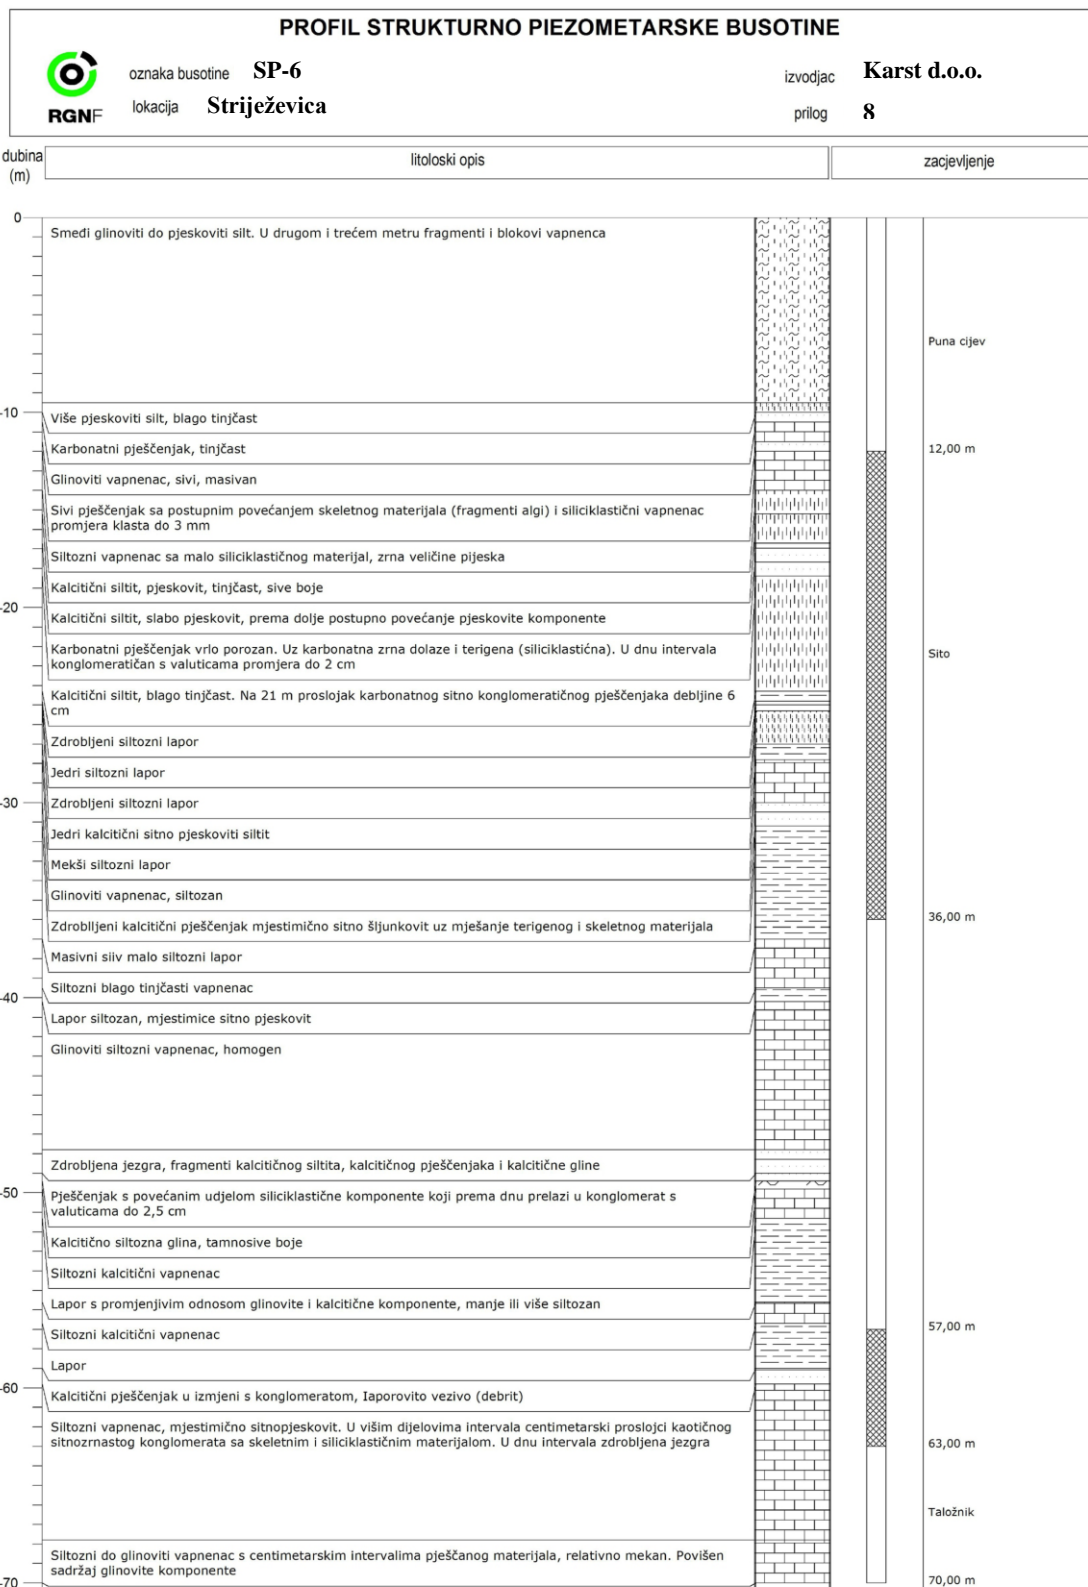 PROFIL STRUKTURNO PIEZOMETARSKE BUSOTINE
oznaka busotine SP-6
izvodjac Karst d.o.o.
lokacija Striježevica
prilog 8
RGNF
dubina
(m)
litoloski opis
zacjevljenje
0
Smeđi glinoviti do pjeskoviti silt. U drugom i trećem metru fragmenti i blokovi vapnenca
Puna cijev
-10
Više pjeskoviti silt, blago tinjčast
Karbonatni pješčenjak, tinjčast
12,00 m
Glinoviti vapnenac, sivi, masivan
Sivi pješčenjak sa postupnim povećanjem skeletnog materijala (fragmenti algi) i siliciklastični vapnenac
promjera klasta do 3 mm
Siltozni vapnenac sa malo siliciklastičnog materijal, zrna veličine pijeska
Kalcitični siltit, pjeskovit, tinjčast, sive boje
-20
Kalcitični siltit, slabo pjeskovit, prema dolje postupno povećanje pjeskovite komponente
Karbonatni pješčenjak vrlo porozan. Uz karbonatna zrna dolaze i terigena (siliciklastićna). U dnu intervala
konglomeratičan s valuticama promjera do 2 cm
Sito
Kalcitični siltit, blago tinjčast. Na 21 m proslojak karbonatnog sitno konglomeratičnog pješčenjaka debljine 6
cm
Zdrobljeni siltozni lapor
Jedri siltozni lapor
-30
Zdrobljeni siltozni lapor
Jedri kalcitični sitno pjeskoviti siltit
Mekši siltozni lapor
Glinoviti vapnenac, siltozan
Zdroblljeni kalcitični pješčenjak mjestimično sitno šljunkovit uz mješanje terigenog i skeletnog materijala
36,00 m
Masivni siiv malo siltozni lapor
Siltozni blago tinjčasti vapnenac
-40
Lapor siltozan, mjestimice sitno pjeskovit
Glinoviti siltozni vapnenac, homogen
Zdrobljena jezgra, fragmenti kalcitičnog siltita, kalcitičnog pješčenjaka i kalcitične gline
-50
Pješčenjak s povećanim udjelom siliciklastične komponente koji prema dnu prelazi u konglomerat s
valuticama do 2,5 cm
Kalcitično siltozna glina, tamnosive boje
Siltozni kalcitični vapnenac
Lapor s promjenjivim odnosom glinovite i kalcitične komponente, manje ili više siltozan
57,00 m
Siltozni kalcitični vapnenac
Lapor
-60
Kalcitični pješčenjak u izmjeni s konglomeratom, Iaporovito vezivo (debrit)
Siltozni vapnenac, mjestimično sitnopjeskovit. U višim dijelovima intervala centimetarski proslojci kaotičnog
sitnozrnastog konglomerata sa skeletnim i siliciklastičnim materijalom. U dnu intervala zdrobljena jezgra
63,00 m
Taložnik
Siltozni do glinoviti vapnenac s centimetarskim intervalima pješčanog materijala, relativno mekan. Povišen
sadržaj glinovite komponente
-70
70,00 m